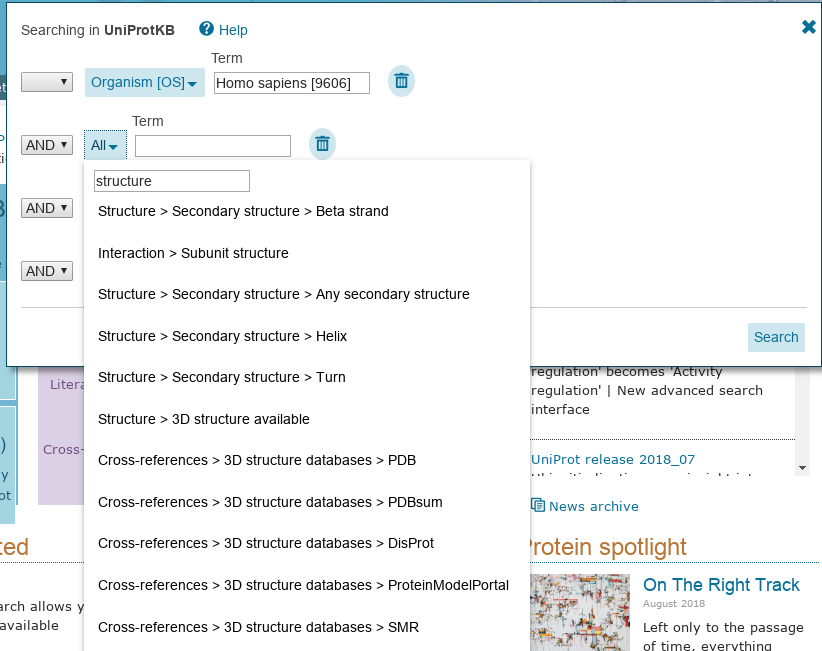 Searching in UniProtKB Help
Term
Organism [OS] Homo sapiens [9606]
Term
AND All
structure
Structure > Secondary structure > Beta strand
AND
Interaction > Subunit structure
AND
Structure > Secondary structure > Any secondary structure
Structure > Secondary structure > Helix
Search
Structure > Secondary structure > Turn
Structure > 3D structure available
Cross-references > 3D structure databases > PDB
Cross-references > 3D structure databases > PDBsum
Cross-references > 3D structure databases > DisProt
Cross-references > 3D structure databases > ProteinModelPortal
Cross-references > 3D structure databases > SMR
Litera
Cross-
regulation' becomes 'Activity
regulation' | New advanced search
interface
UniProt release 2018_07
News archive
ted
Protein spotlight
arch allows y
available
On The Right Track
August 2018
Left only to the passage
of time, everything